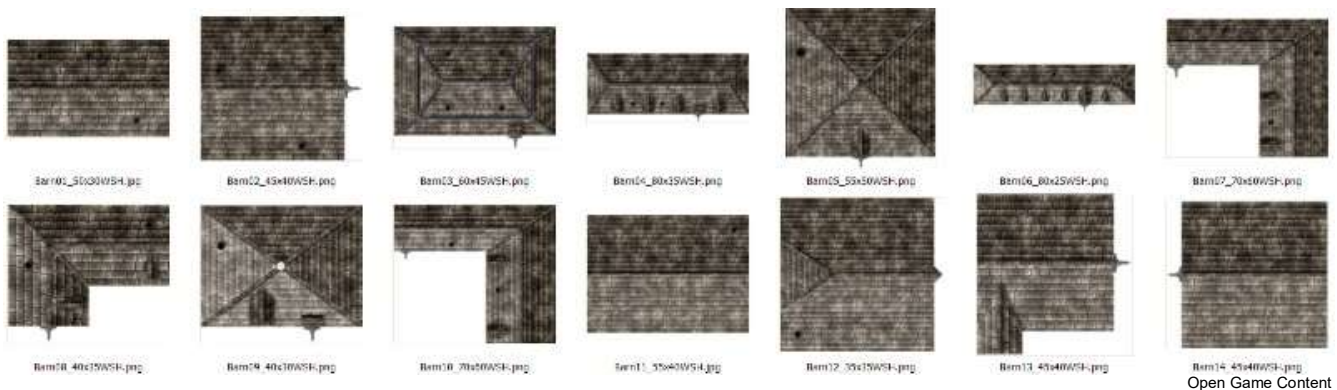 Barn01_50x30WSH.jpg
Barn02_45x40WSH.png
Barn03_60x45WSH.png
Barn04_80x35WSH.png
Barn05_55x50WSH.png
Barn06_80x25WSH.png
Barn07_70x60WSH.png
Barn08_40x35WSH.png
Barn09_40x30WSH.png
Barn10_70x60WSH.png
Barn11_55x40WSH.jpg
Barn12_35x35WSH.png
Barn13_45x40WSH.png
Barn14_45x40WSH.png
Open Game Content